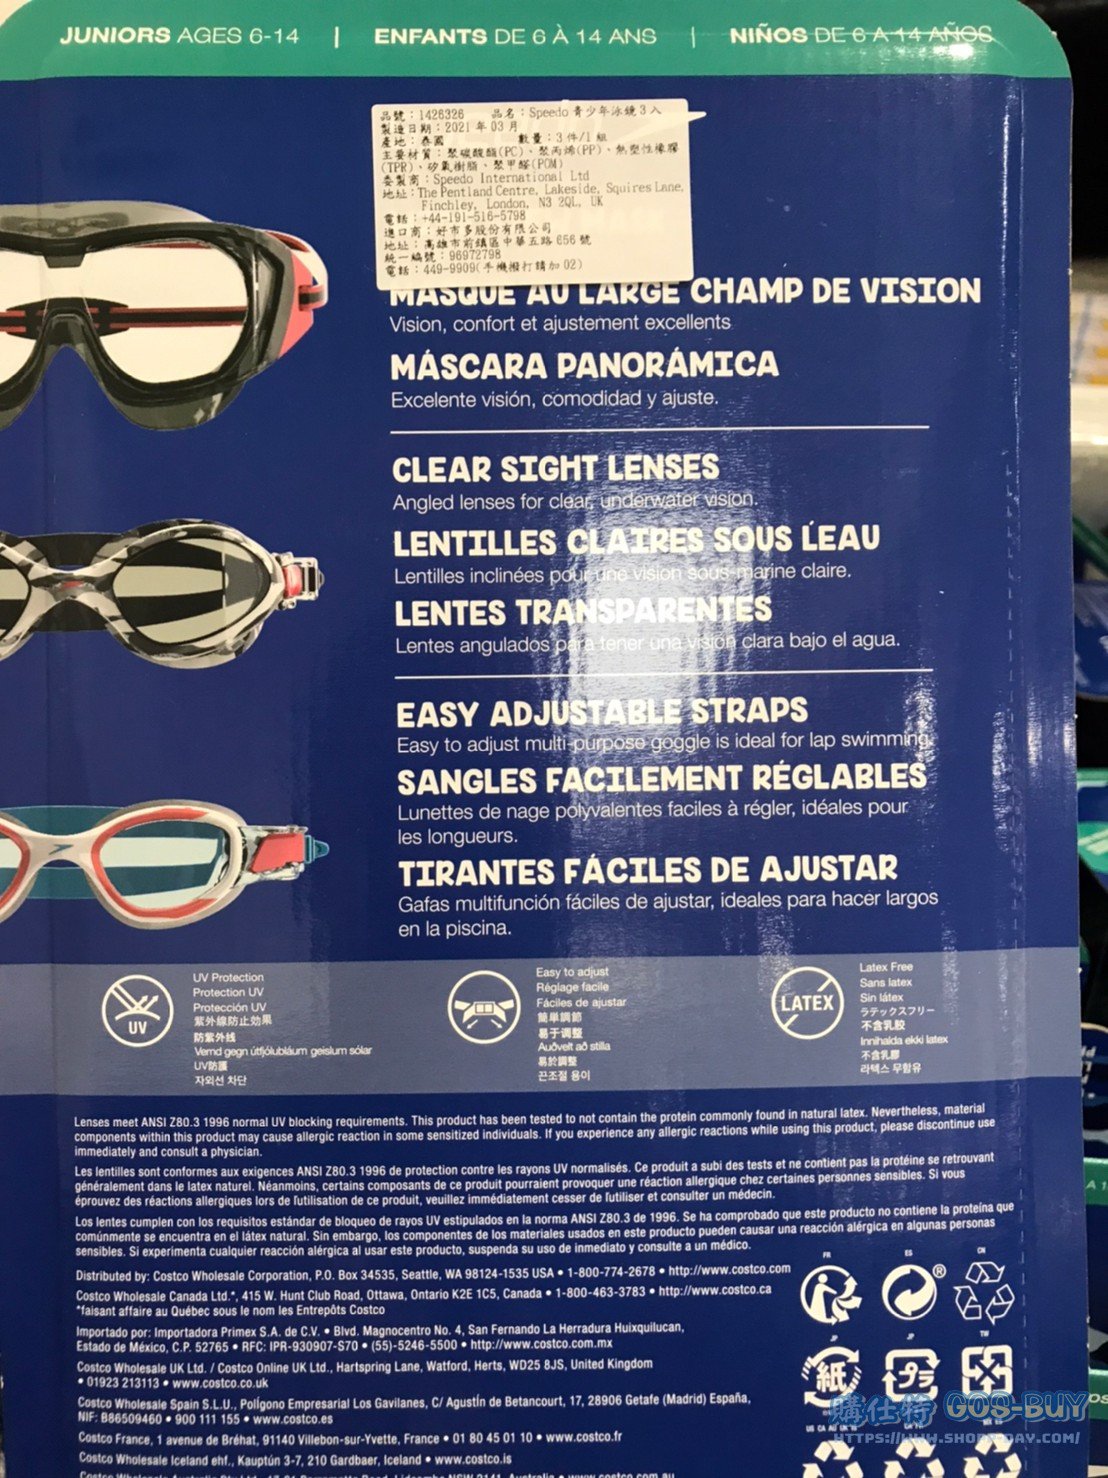 JUNIORS AGES 6-14 | ENFANTS DE 6 À 14 ANS | NIÑOS DE 6 A 14 AÑOS
品號：1426326 品名：Speedo 青少年泳鏡3入
製造日期：2021 年 03 月
產地：泰國 數量：3 件/1 組
主要材質：聚碳酸酯(PC)、聚丙烯(PP)、熱塑性橡膠
(TPR)、矽氧樹脂、聚甲醛(POM)
委製商：Speedo International Ltd
地址：The Pentland Centre, Lakeside, Squires Lane,
Finchley, London, N3 2QL, UK
電話：+44-191-516-5798
進口商：好市多股份有限公司
地址：高雄市前鎮區中華五路 656 號
統一編號：96972798
電話：449-9909(手機撥打請加 02)
MASQUE AU LARGE CHAMP DE VISION
Vision, confort et ajustement excellents
MÁSCARA PANORÁMICA
Excelente visión, comodidad y ajuste.
CLEAR SIGHT LENSES
Angled lenses for clear, underwater vision.
LENTILLES CLAIRES SOUS L'EAU
Lentilles inclinées pour une vision sous-marine claire.
LENTES TRANSPARENTES
Lentes angulados para tener una visión clara bajo el agua.
EASY ADJUSTABLE STRAPS
Easy to adjust multi-purpose goggle is ideal for lap swimming.
SANGLES FACILEMENT RÉGLABLES
Lunettes de nage polyvalentes faciles à régler, idéales pour
les longueurs.
TIRANTES FÁCILES DE AJUSTAR
Gafas multifunción fáciles de ajustar, ideales para hacer largos
en la piscina.
UV
UV Protection
Protection UV
Protección UV
紫外線防止効果
防紫外线
Vernd gegn útfjólubláum geislum sólar
UV防護
자외선 차단
Easy to adjust
Réglage facile
Fáciles de ajustar
簡単調節
易于调整
Auðvelt að stilla
易於調整
끈조절 용이
LATEX
Latex Free
Sans latex
Sin látex
ラテックスフリー
不含乳胶
Innihalda ekki latex
不含乳膠
라텍스 무함유
Lenses meet ANSI Z80.3 1996 normal UV blocking requirements. This product has been tested to not contain the protein commonly found in natural latex. Nevertheless, material
components within this product may cause allergic reaction in some sensitized individuals. If you experience any allergic reactions while using this product, please discontinue use
immediately and consult a physician.
Les lentilles sont conformes aux exigences ANSI Z80.3 1996 de protection contre les rayons UV normalisés. Ce produit a subi des tests et ne contient pas la protéine se retrouvant
généralement dans le latex naturel. Néanmoins, certains composants de ce produit pourraient provoquer une réaction allergique chez certaines personnes sensibles. Si vous
éprouvez des réactions allergiques lors de l'utilisation de ce produit, veuillez immédiatement cesser de l'utiliser et consulter un médecin.
Los lentes cumplen con los requisitos estándar de bloqueo de rayos UV estipulados en la norma ANSI Z80.3 de 1996. Se ha comprobado que este producto no contiene la proteína que
comúnmente se encuentra en el látex natural. Sin embargo, los componentes de los materiales usados en este producto pueden causar una reacción alérgica en algunas personas
sensibles. Si experimenta cualquier reacción alérgica al usar este producto, suspenda su uso de inmediato y consulte a un médico.
Distributed by: Costco Wholesale Corporation, P.O. Box 34535, Seattle, WA 98124-1535 USA • 1-800-774-2678 • http://www.costco.com
Costco Wholesale Canada Ltd.*, 415 W. Hunt Club Road, Ottawa, Ontario K2E 1C5, Canada • 1-800-463-3783 • http://www.costco.ca
*faisant affaire au Québec sous le nom les Entrepôts Costco
Importado por: Importadora Primex S.A. de C.V. • Blvd. Magnocentro No. 4, San Fernando La Herradura Huixquilucan,
Estado de México, C.P. 52765 • RFC: IPR-930907-S70 • (55)-5246-5500 • http://www.costco.com.mx
Costco Wholesale UK Ltd. / Costco Online UK Ltd., Hartspring Lane, Watford, Herts, WD25 8JS, United Kingdom
• 01923 213113 • www.costco.co.uk
Costco Wholesale Spain S.L.U., Polígono Empresarial Los Gavilanes, C/ Agustín de Betancourt, 17, 28906 Getafe (Madrid) España,
NIF: B86509460 • 900 111 155 • www.costco.es
Costco France, 1 avenue de Bréhat, 91140 Villebon-sur-Yvette, France • 01 80 45 01 10 • www.costco.fr
Costco Wholesale Iceland ehf., Kauptún 3-7, 210 Gardbaer, Iceland • www.costco.is
FR ES CN
®
JP JP TW
紙 プラ
購仕特 GOS-BUY